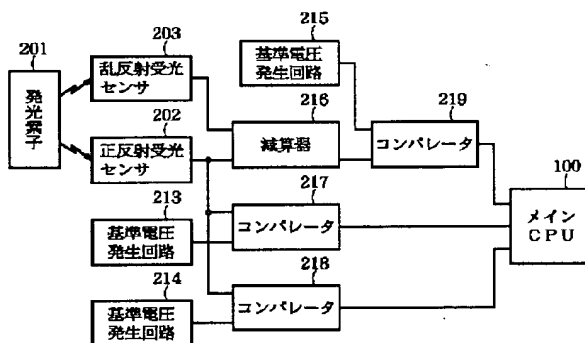 201
発光素子
203
乱反射受光
センサ
202
正反射受光
センサ
215
基準電圧
発生回路
216
減算器
219
コンパレータ
213
基準電圧
発生回路
217
コンパレータ
100
メイン
CPU
214
基準電圧
発生回路
218
コンパレータ